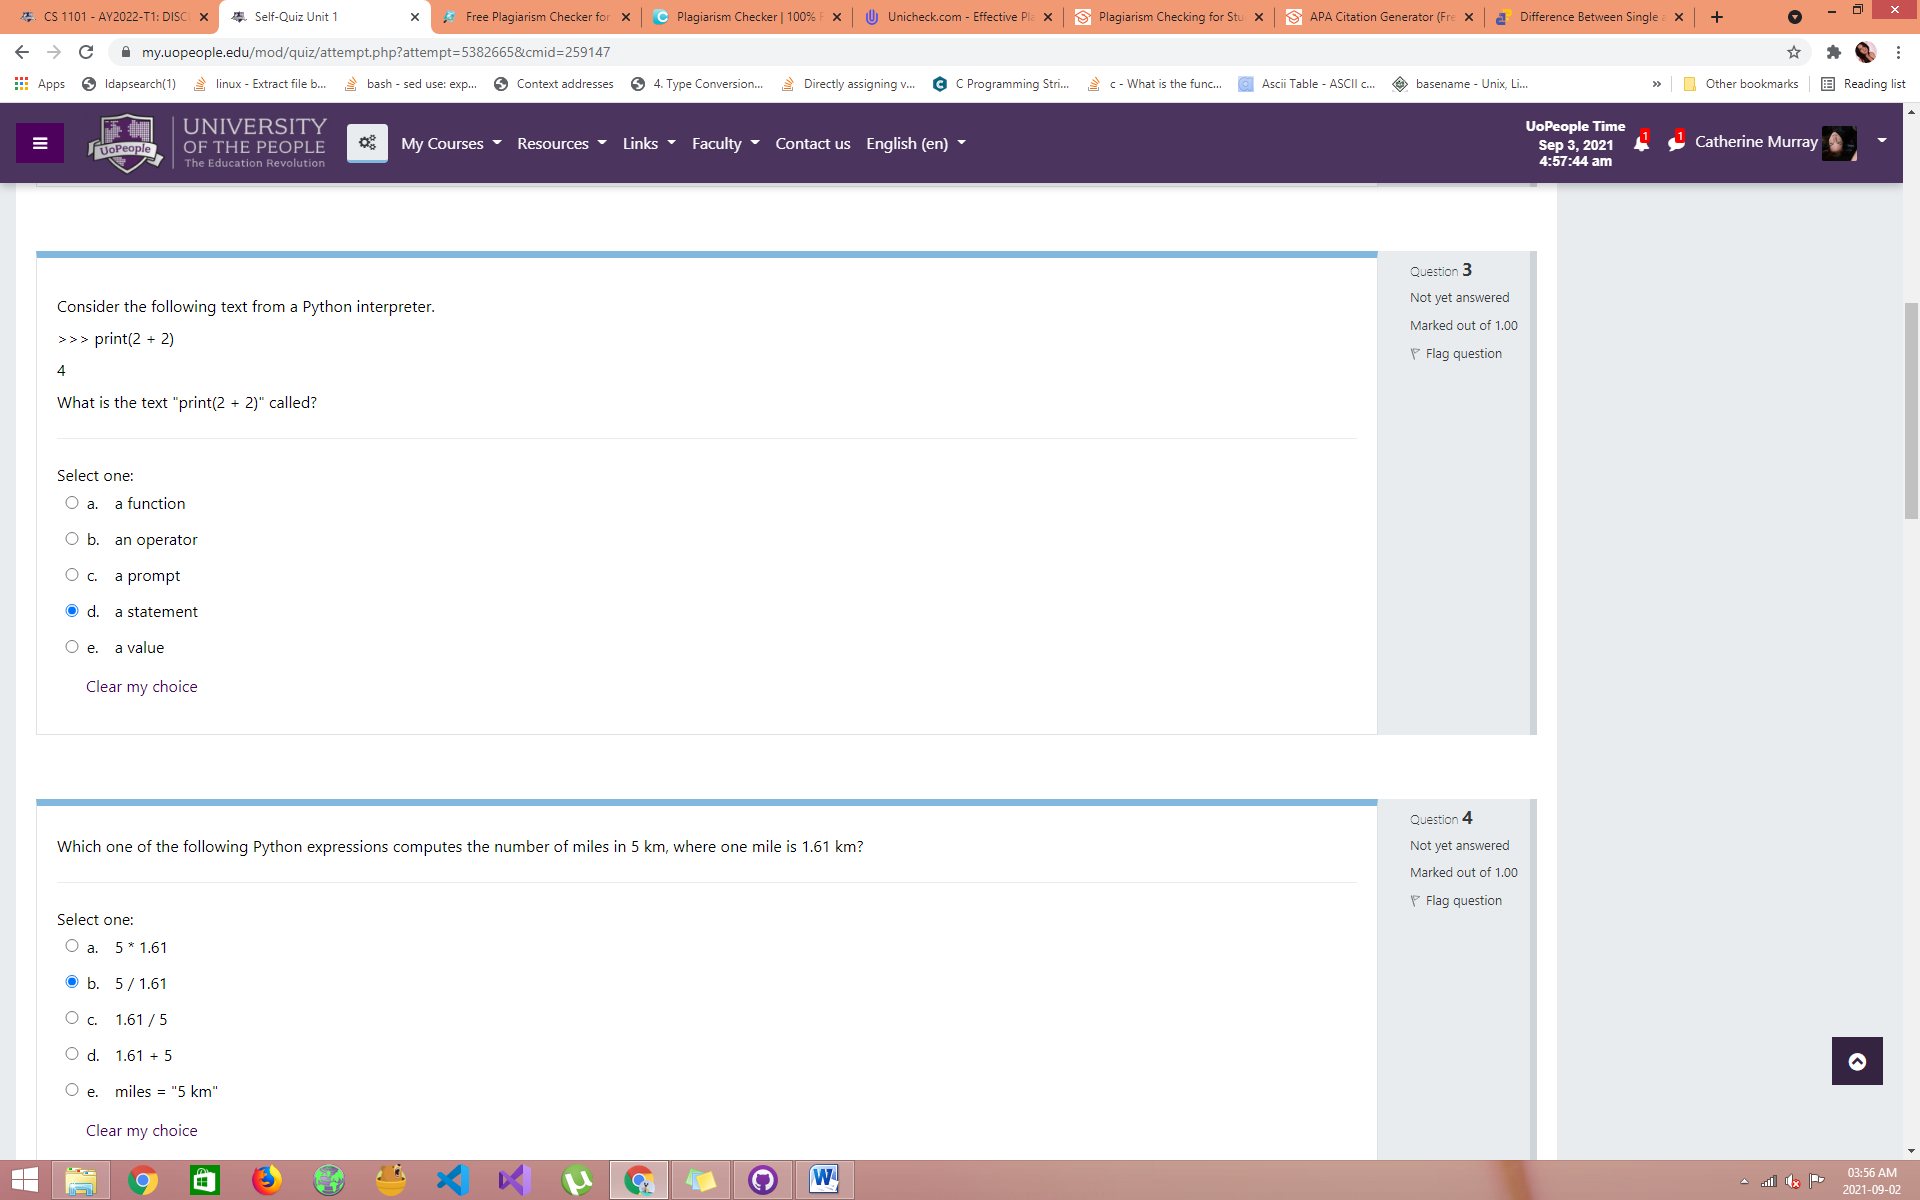 CS 1101 - AY2022-T1: DISC
Self-Quiz Unit 1
Free Plagiarism Checker for
Plagiarism Checker | 100% F
Unicheck.com - Effective Pl
Plagiarism Checking for Stu
APA Citation Generator (Fre
Difference Between Single
my.uopeople.edu/mod/quiz/attempt.php?attempt=5382665&cmid=259147
Apps
ldapsearch(1)
linux - Extract file b...
bash - sed use: exp...
Context addresses
4. Type Conversion...
Directly assigning v...
C Programming Stri...
c - What is the func...
Ascii Table - ASCII c...
basename - Unix, Li...
»
Other bookmarks
Reading list
UoPeople
UNIVERSITY
OF THE PEOPLE
The Education Revolution
My Courses
Resources
Links
Faculty
Contact us
English (en)
UoPeople Time
Sep 3, 2021
4:57:44 am
1
1
Catherine Murray
Consider the following text from a Python interpreter.
>>> print(2 + 2)
4
What is the text "print(2 + 2)" called?
Select one:
a. a function
b. an operator
c. a prompt
d. a statement
e. a value
Clear my choice
Question 3
Not yet answered
Marked out of 1.00
Flag question
Which one of the following Python expressions computes the number of miles in 5 km, where one mile is 1.61 km?
Select one:
a. 5 * 1.61
b. 5 / 1.61
c. 1.61 / 5
d. 1.61 + 5
e. miles = "5 km"
Clear my choice
Question 4
Not yet answered
Marked out of 1.00
Flag question
03:56 AM
2021-09-02